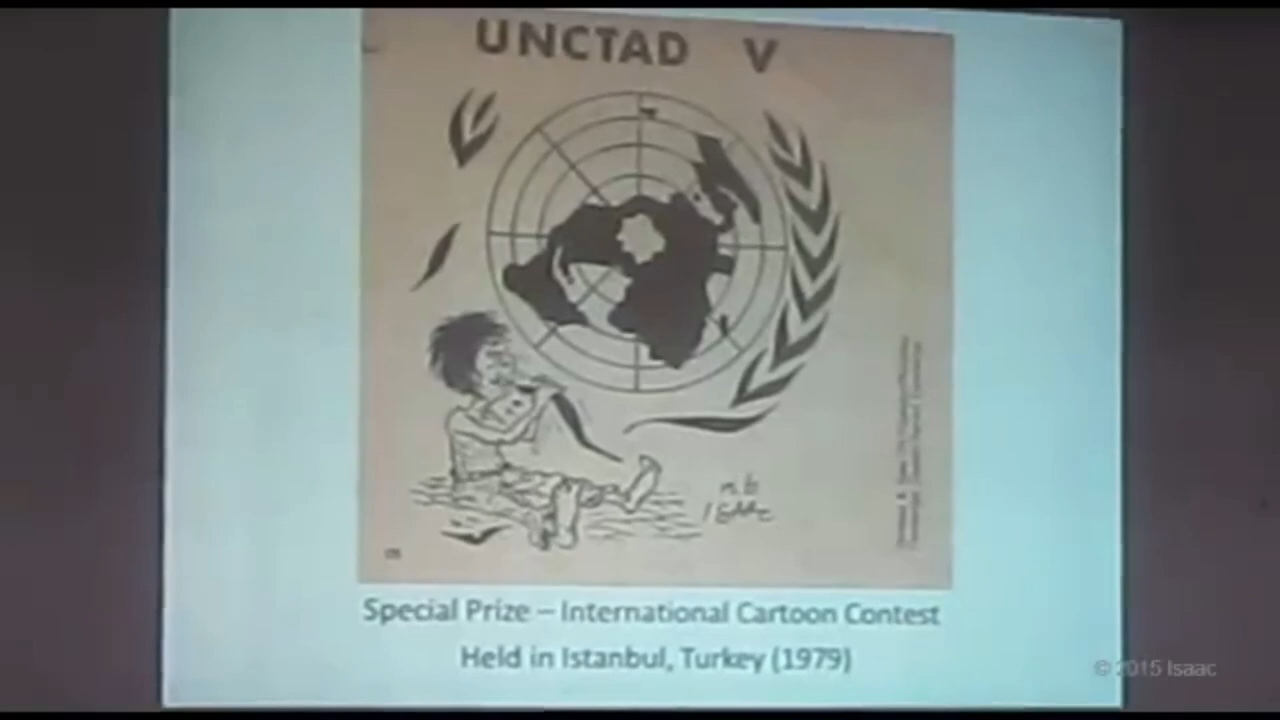 UNCTAD V
Special Prize – International Cartoon Contest
Held in Istanbul, Turkey (1979)
© 2015 Isaac